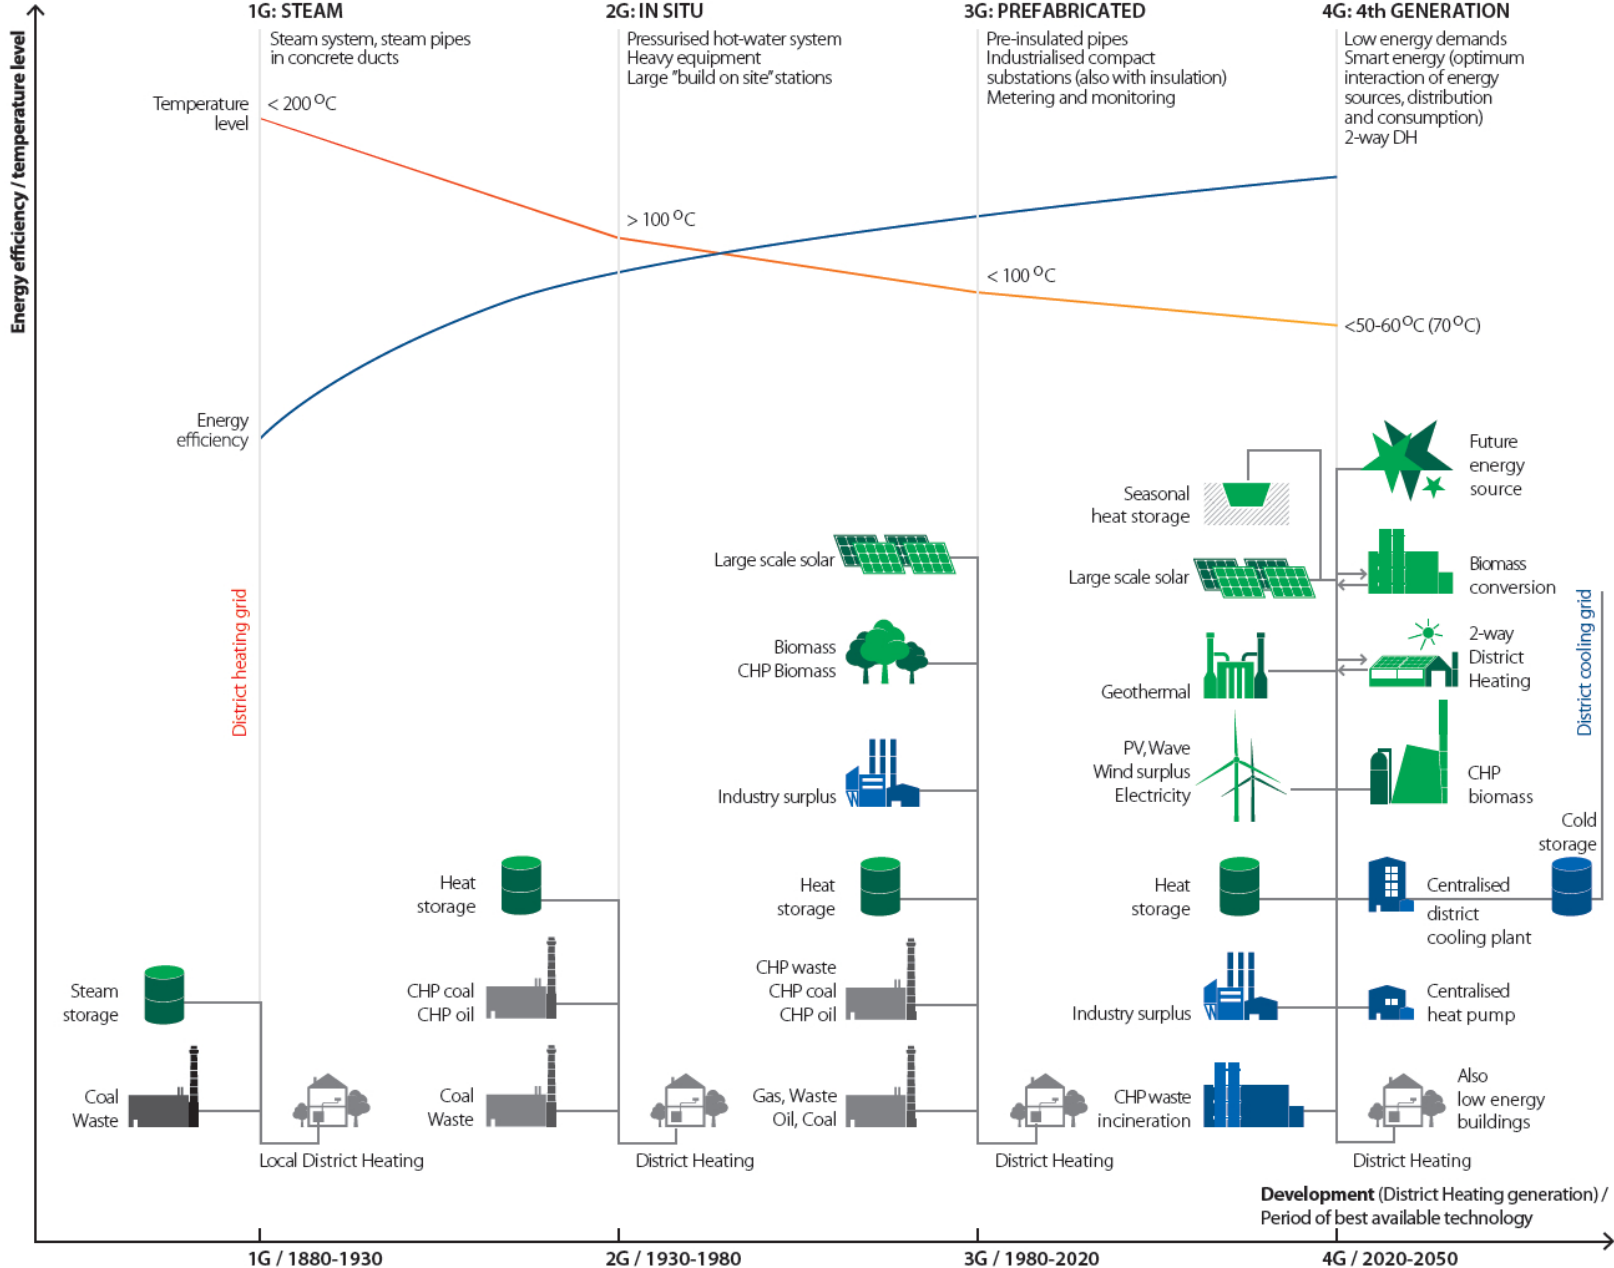 Energy efficiency / temperature level
1G: STEAM
Steam system, steam pipes
in concrete ducts
2G: IN SITU
Pressurised hot-water system
Heavy equipment
Large "build on site" stations
3G: PREFABRICATED
Pre-insulated pipes
Industrialised compact
substations (also with insulation)
Metering and monitoring
4G: 4th GENERATION
Low energy demands
Smart energy (optimum
interaction of energy
sources, distribution
and consumption)
2-way DH
Temperature
level
< 200 °C
> 100 °C
< 100 °C
<50-60°C (70°C)
Energy
efficiency
District heating grid
Steam
storage
Coal
Waste
Local District Heating
Heat
storage
CHP coal
CHP oil
Coal
Waste
District Heating
Large scale solar
Biomass
CHP Biomass
Industry surplus
Heat
storage
CHP waste
CHP coal
CHP oil
Gas, Waste
Oil, Coal
District Heating
Seasonal
heat storage
Large scale solar
Geothermal
PV, Wave
Wind surplus
Electricity
Heat
storage
Industry surplus
CHP waste
incineration
Future
energy
source
Biomass
conversion
2-way
District
Heating
CHP
biomass
Cold
storage
Centralised
district
cooling plant
Centralised
heat pump
Also
low energy
buildings
District Heating
District cooling grid
Development (District Heating generation) /
Period of best available technology
1G / 1880-1930
2G / 1930-1980
3G / 1980-2020
4G / 2020-2050